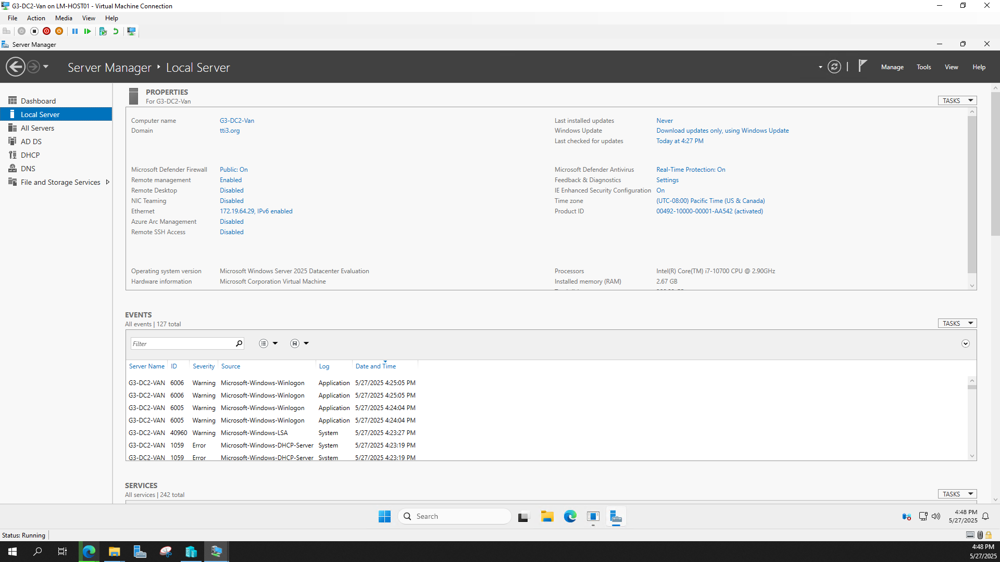 G3-DC2-Van on LM-HOST01 - Virtual Machine Connection
File Action Media View Help
Server Manager
Server Manager ‣ Local Server
Manage Tools View Help
Dashboard
Local Server
All Servers
AD DS
DHCP
DNS
File and Storage Services
PROPERTIES
For G3-DC2-Van
TASKS
Computer name G3-DC2-Van
Domain tti3.org
Last installed updates Never
Windows Update Download updates only, using Windows Update
Last checked for updates Today at 4:27 PM
Microsoft Defender Firewall Public: On
Remote management Enabled
Remote Desktop Disabled
NIC Teaming Disabled
Ethernet 172.19.64.29, IPv6 enabled
Azure Arc Management Disabled
Remote SSH Access Disabled
Microsoft Defender Antivirus Real-Time Protection: On
Feedback & Diagnostics Settings
IE Enhanced Security Configuration On
Time zone (UTC-08:00) Pacific Time (US & Canada)
Product ID 00492-10000-00001-AA542 (activated)
Operating system version Microsoft Windows Server 2025 Datacenter Evaluation
Hardware information Microsoft Corporation Virtual Machine
Processors Intel(R) Core(TM) i7-10700 CPU @ 2.90GHz
Installed memory (RAM) 2.67 GB
EVENTS
All events | 127 total
TASKS
Filter
Server Name ID Severity Source Log Date and Time
G3-DC2-VAN 6006 Warning Microsoft-Windows-Winlogon Application 5/27/2025 4:25:05 PM
G3-DC2-VAN 6006 Warning Microsoft-Windows-Winlogon Application 5/27/2025 4:25:05 PM
G3-DC2-VAN 6005 Warning Microsoft-Windows-Winlogon Application 5/27/2025 4:24:04 PM
G3-DC2-VAN 6005 Warning Microsoft-Windows-Winlogon Application 5/27/2025 4:24:04 PM
G3-DC2-VAN 40960 Warning Microsoft-Windows-LSA System 5/27/2025 4:23:27 PM
G3-DC2-VAN 1059 Error Microsoft-Windows-DHCP-Server System 5/27/2025 4:23:19 PM
G3-DC2-VAN 1059 Error Microsoft-Windows-DHCP-Server System 5/27/2025 4:23:19 PM
SERVICES
All services | 242 total
TASKS
Search
4:48 PM
5/27/2025
Status: Running
4:48 PM
5/27/2025